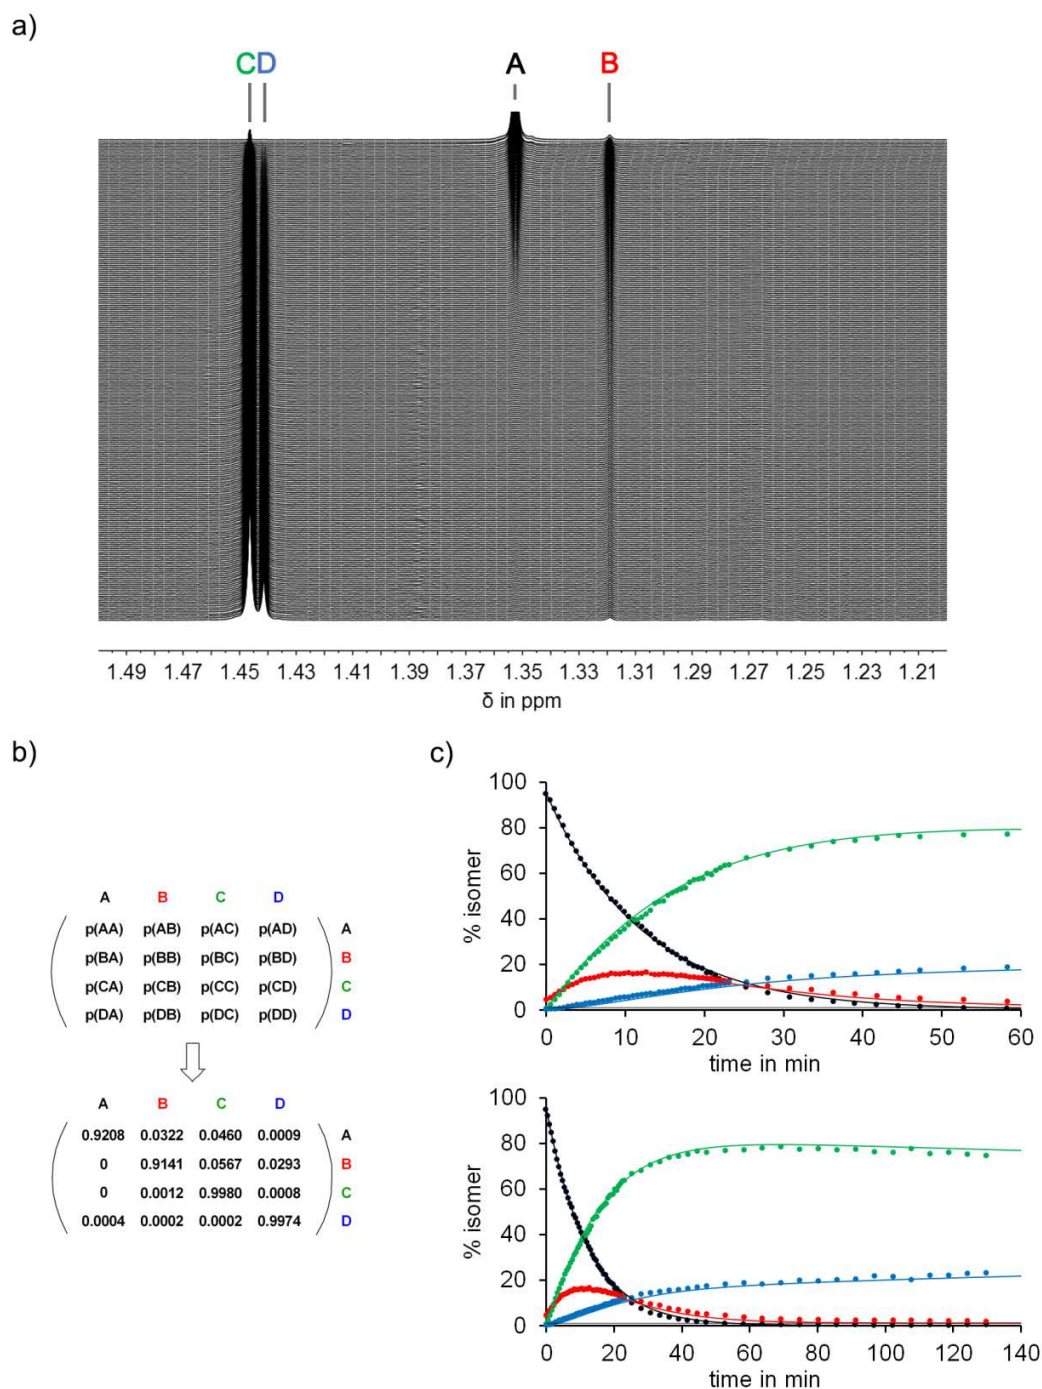 a)
C D A B
1.49 1.47 1.45 1.43 1.41 1.39 1.37 1.35 1.33 1.31 1.29 1.27 1.25 1.23 1.21
δ in ppm
b)
A B C D
p(AA) p(AB) p(AC) p(AD) A
p(BA) p(BB) p(BC) p(BD) B
p(CA) p(CB) p(CC) p(CD) C
p(DA) p(DB) p(DC) p(DD) D
A B C D
0.9208 0.0322 0.0460 0.0009 A
0 0.9141 0.0567 0.0293 B
0 0.0012 0.9980 0.0008 C
0.0004 0.0002 0.0002 0.9974 D
c)
% isomer
100
80
60
40
20
0
0 10 20 30 40 50 60
time in min
% isomer
100
80
60
40
20
0
0 20 40 60 80 100 120 140
time in min